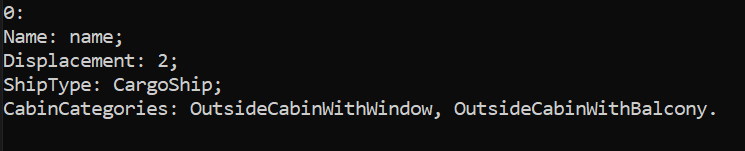 0:
Name: name;
Displacement: 2;
ShipType: CargoShip;
CabinCategories: OutsideCabinWithWindow, OutsideCabinWithBalcony.